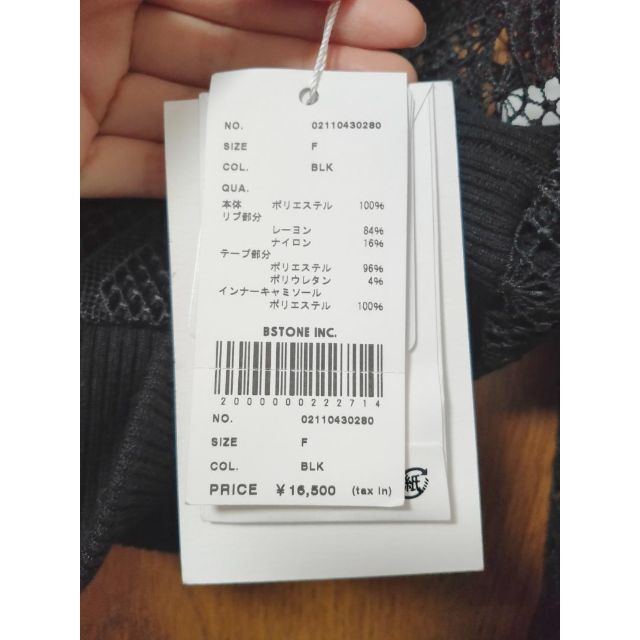 NO. 02110430280
SIZE F
COL. BLK
QUA.
本体 ポリエステル 100%
リブ部分
レーヨン 84%
ナイロン 16%
テープ部分
ポリエステル 96%
ポリウレタン 4%
インナーキャミソール
ポリエステル 100%
BSTONE INC.
2000000222714
NO. 02110430280
SIZE F
COL. BLK
PRICE ¥16,500 (tax in)
紙